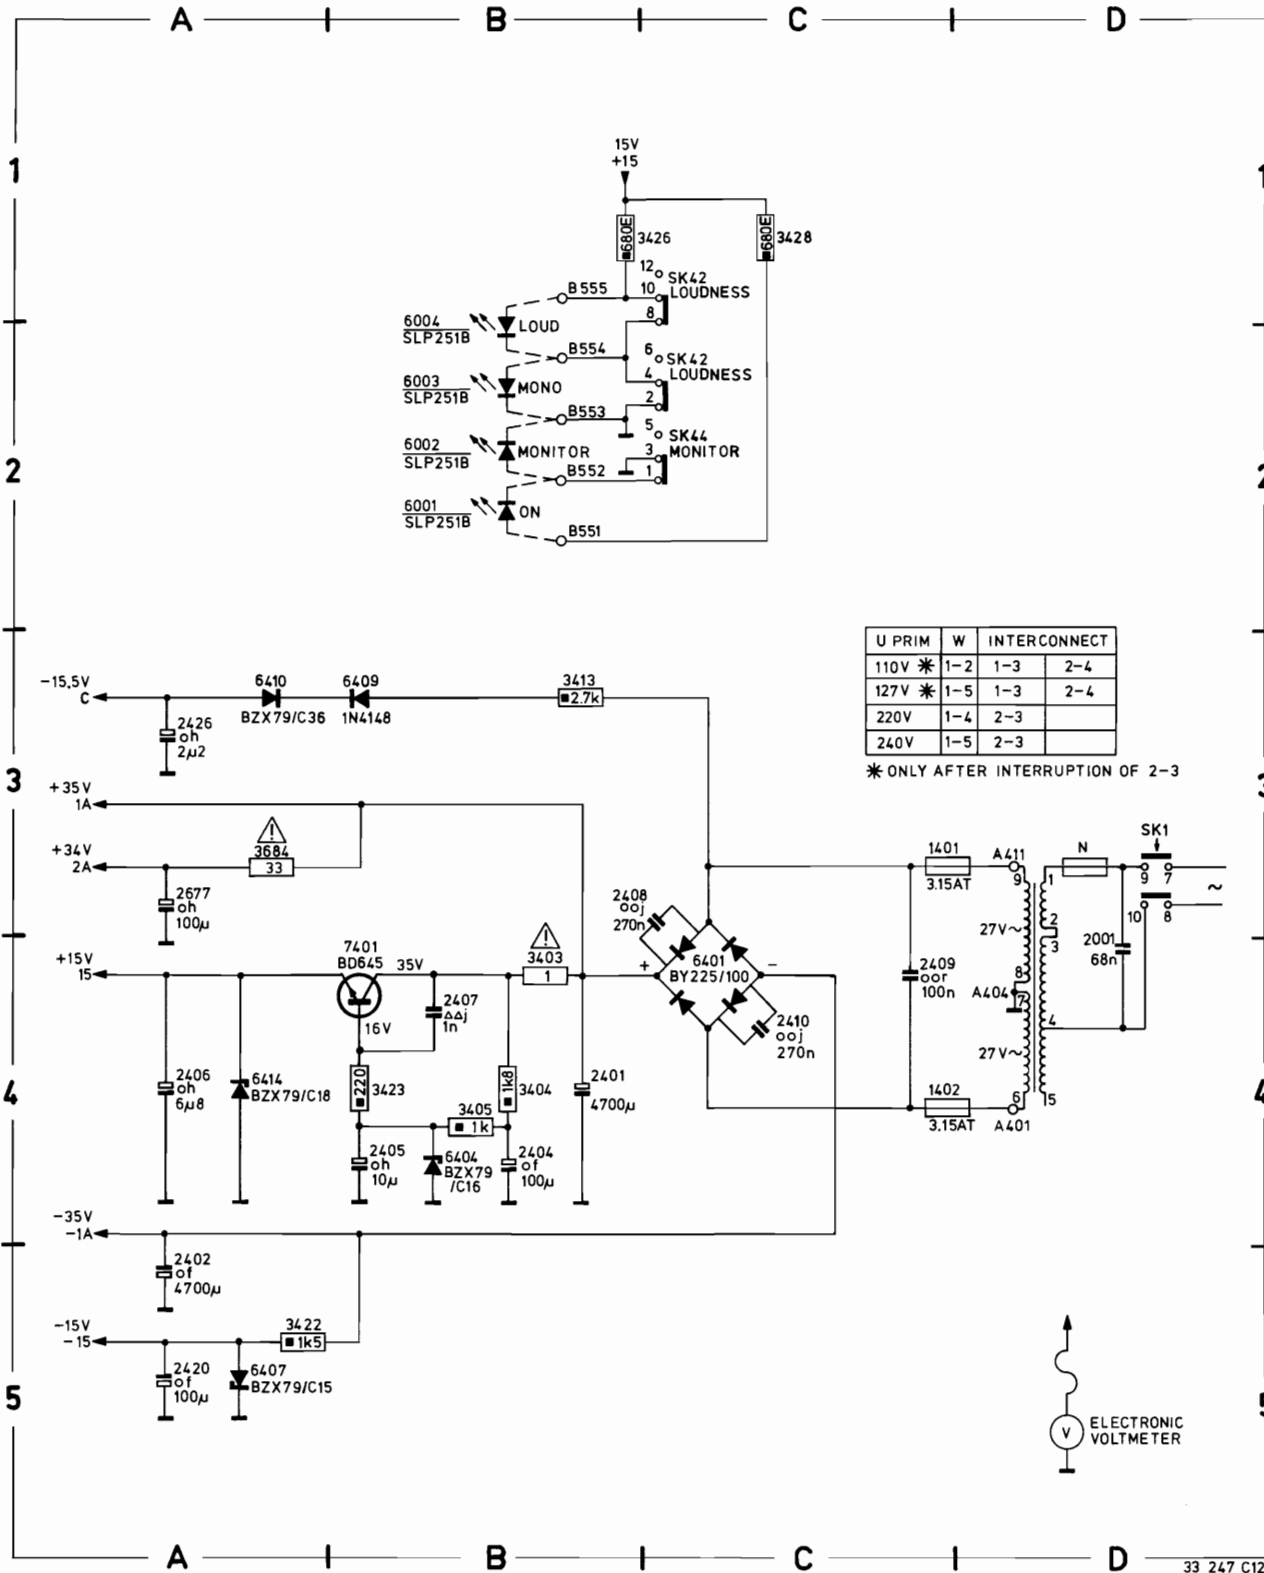 A B C D
15V
+15
1 1
680E 3426
680E 3428
12 SK42
10 LOUDNESS
8
B555
6004
SLP251B
LOUD
B554
6 SK42
4 LOUDNESS
2
6003
SLP251B
MONO
B553
5 SK44
3 MONITOR
1
6002
SLP251B
MONITOR
B552
2 2
6001
SLP251B
ON
B551
U PRIM W INTERCONNECT
110V ✱ 1-2 1-3 2-4
127V ✱ 1-5 1-3 2-4
220V 1-4 2-3
240V 1-5 2-3
✱ ONLY AFTER INTERRUPTION OF 2-3
-15,5V
C
6410
BZX79/C36
6409
1N4148
3413
2.7k
2426
oh
2µ2
3 3
+35V
1A
+34V
2A
!
3684
33
2677
oh
100µ
1401
3.15AT
A411
9
N
SK1
9 7
10 8
~
1
2
3
27V~
2001
68n
2408
ooj
270n
6401
BY225/100
+ -
2409
oor
100n
8
A404
7
4
2410
ooj
270n
27V~
+15V
15
7401
BD645
35V
16V
!
3403
1
2407
ΔΔj
1n
2406
oh
6µ8
6414
BZX79/C18
220 3423
1k8 3404
2401
4700µ
4 4
3405
1k
1402
3.15AT
6
A401
5
2405
oh
10µ
6404
BZX79
/C16
2404
of
100µ
-35V
-1A
2402
of
4700µ
-15V
-15
3422
1k5
2420
of
100µ
6407
BZX79/C15
5 5
V
ELECTRONIC
VOLTMETER
A B C D
33 247 C12